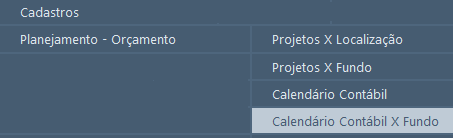 Cadastros
Planejamento - Orçamento
Projetos X Localização
Projetos X Fundo
Calendário Contábil
Calendário Contábil X Fundo